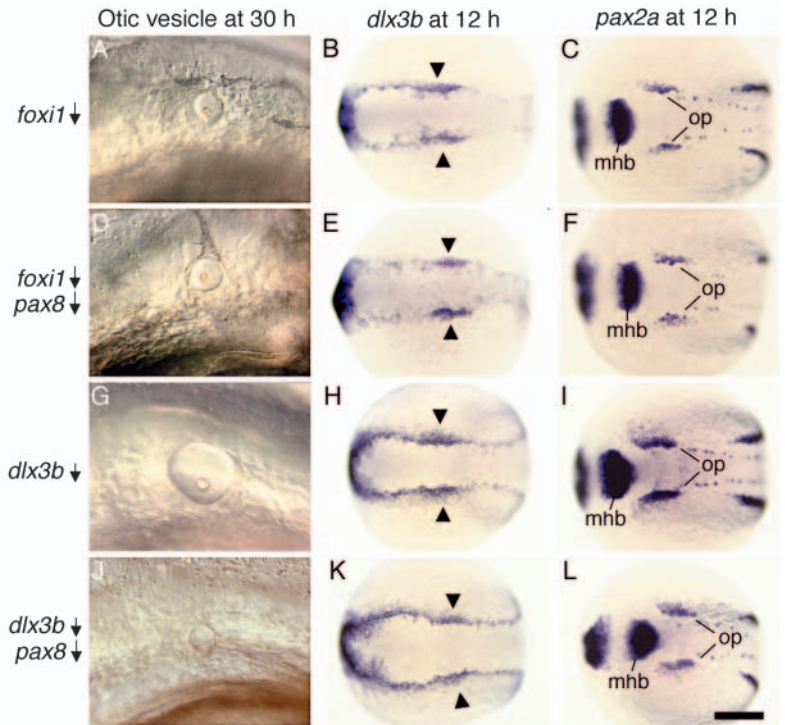 Otic vesicle at 30 h dlx3b at 12 h pax2a at 12 h
A B C
foxi1 ↓
op
mhb
D E F
foxi1 ↓
pax8 ↓
op
mhb
G H I
dlx3b ↓
op
mhb
J K L
dlx3b ↓
pax8 ↓
op
mhb